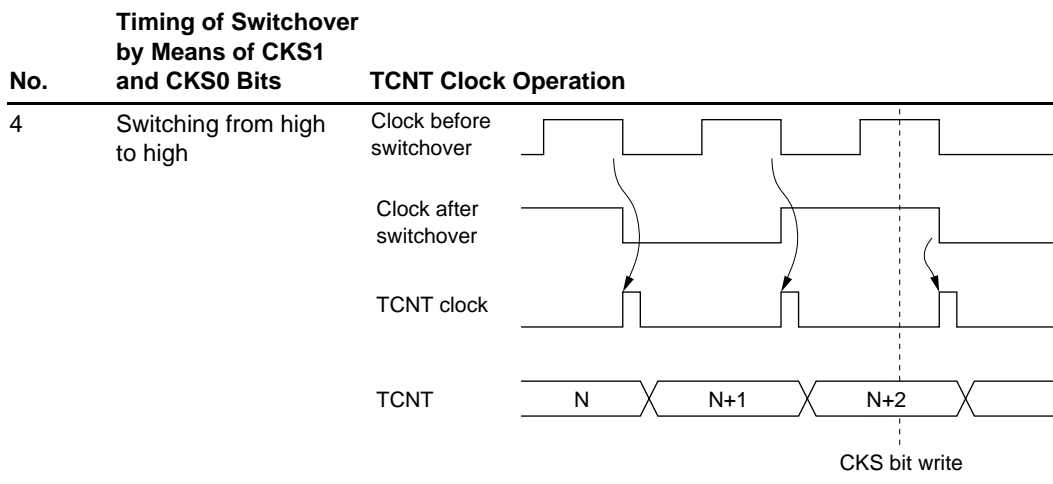 Timing of Switchover
by Means of CKS1
No. and CKS0 Bits TCNT Clock Operation
4 Switching from high
to high
Clock before
switchover
Clock after
switchover
TCNT clock
TCNT N N+1 N+2
CKS bit write